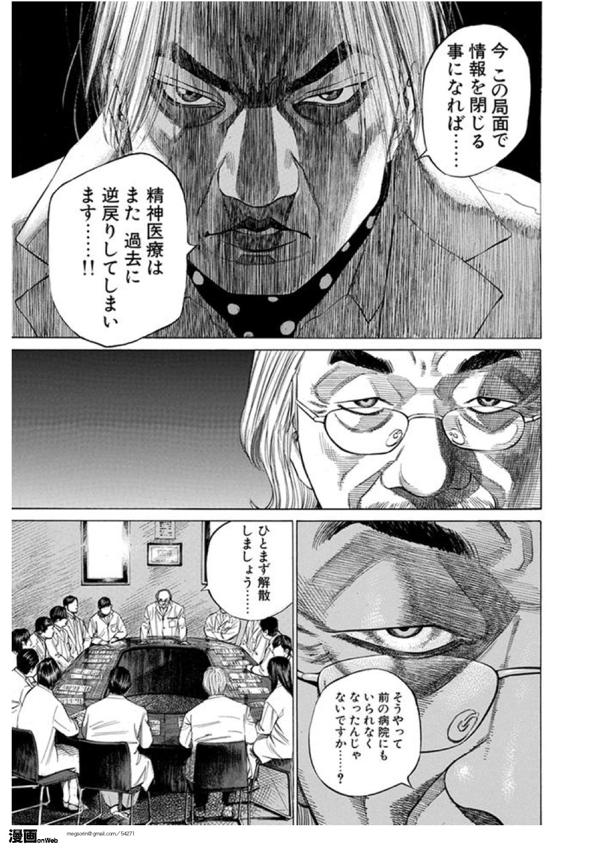 今 この局面で
情報を閉じる
事になれば……
精神医療は
また 過去に
逆戻りしてしまい
ます……!!
そうやって
前の病院にも
いられなく
なったんじゃ
ないですか……?
ひとまず解散
しましょう……
漫画onWeb
megaorin@gmail.com/54271